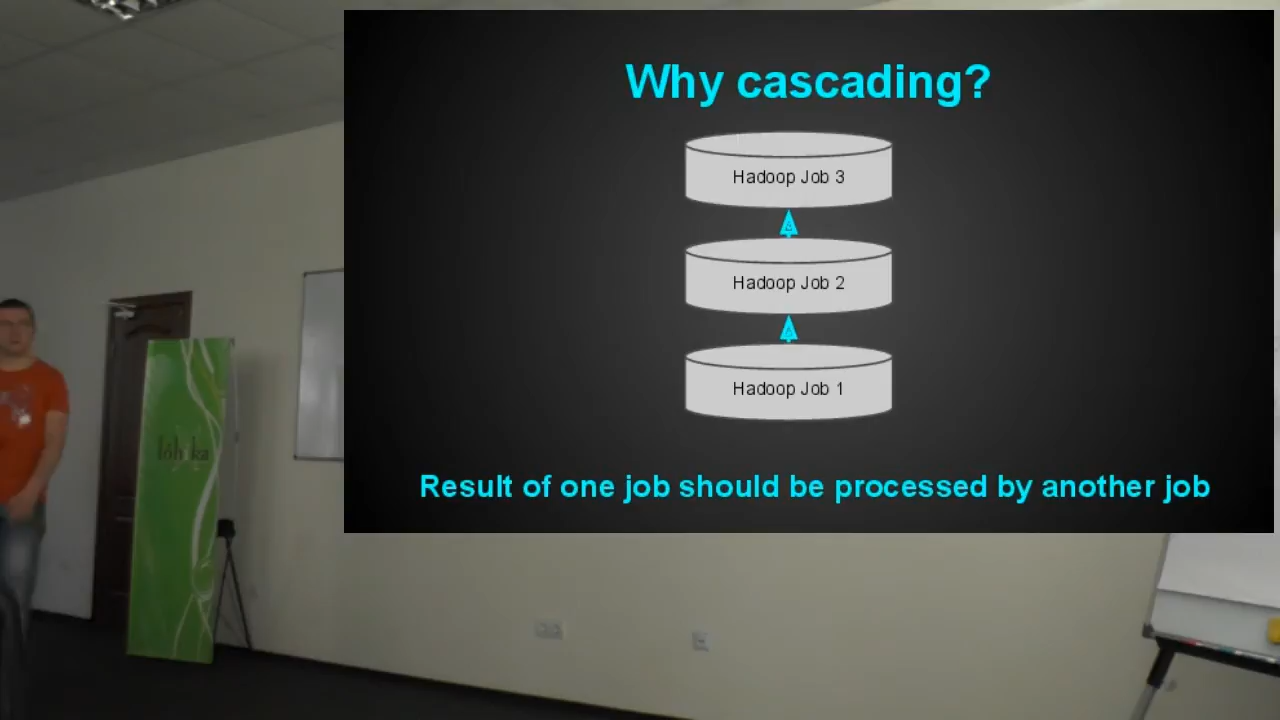 Why cascading?
Hadoop Job 3
Hadoop Job 2
Hadoop Job 1
Result of one job should be processed by another job
lóhika